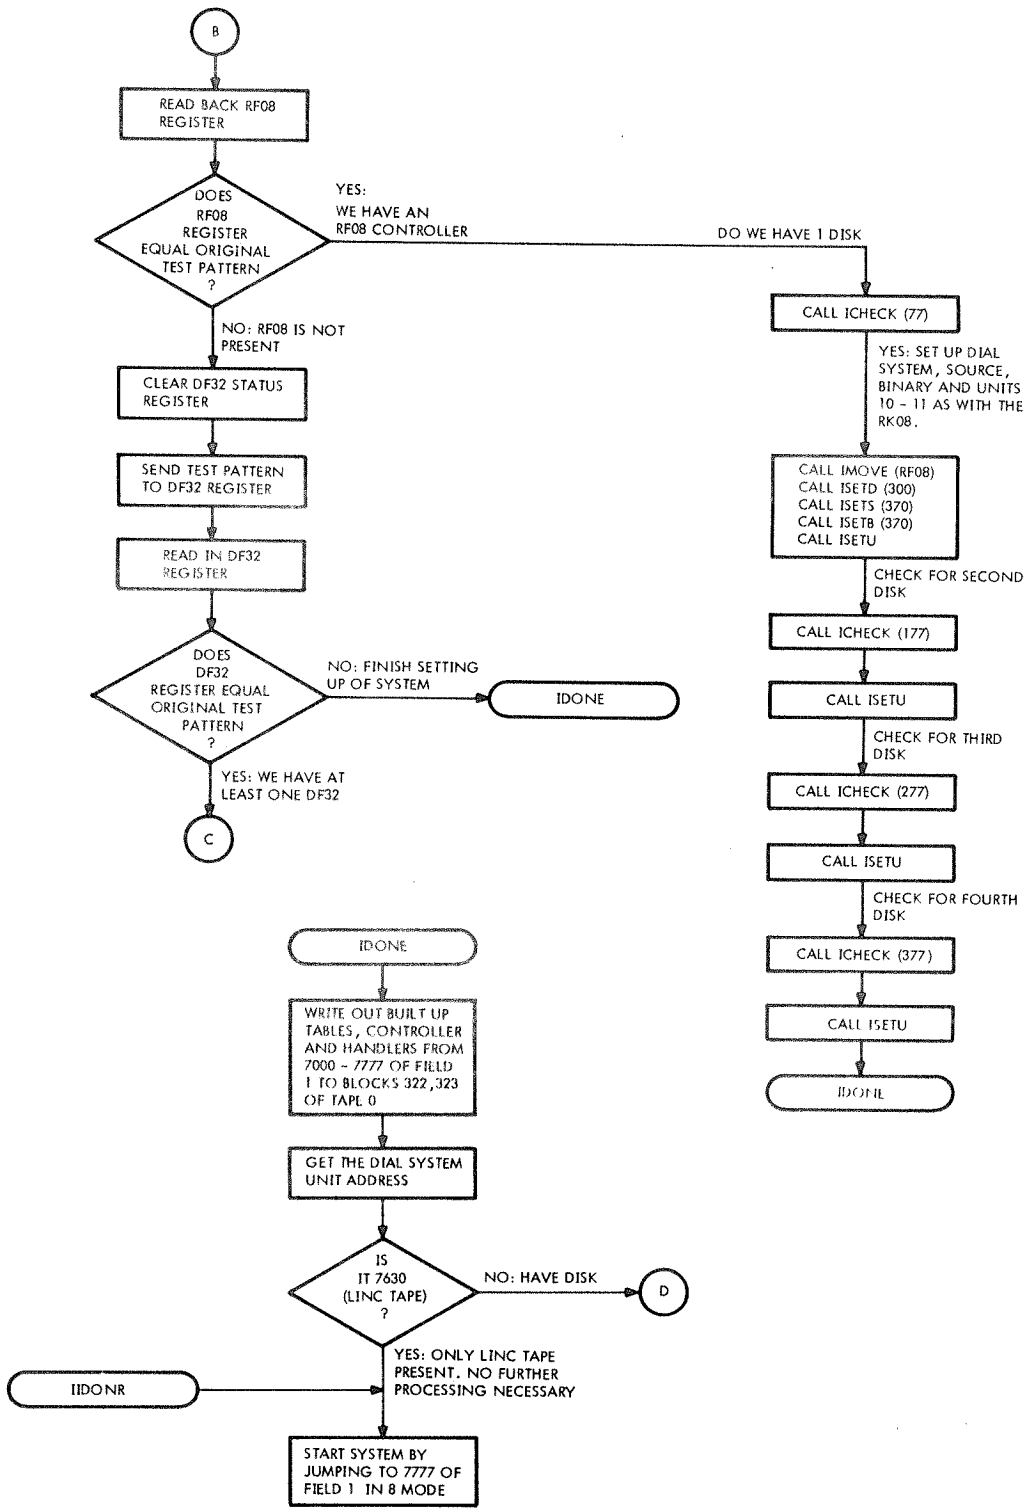 B
READ BACK RF08
REGISTER
DOES
RF08
REGISTER
EQUAL ORIGINAL
TEST PATTERN
?
YES:
WE HAVE AN
RF08 CONTROLLER
DO WE HAVE 1 DISK
NO: RF08 IS NOT
PRESENT
CLEAR DF32 STATUS
REGISTER
SEND TEST PATTERN
TO DF32 REGISTER
READ IN DF32
REGISTER
DOES
DF32
REGISTER EQUAL
ORIGINAL TEST
PATTERN
?
NO: FINISH SETTING
UP OF SYSTEM
IDONE
YES: WE HAVE AT
LEAST ONE DF32
C
CALL ICHECK (77)
YES: SET UP DIAL
SYSTEM, SOURCE,
BINARY AND UNITS
10 - 11 AS WITH THE
RK08.
CALL IMOVE (RF08)
CALL ISETD (300)
CALL ISETS (370)
CALL ISETB (370)
CALL ISETU
CHECK FOR SECOND
DISK
CALL ICHECK (177)
CALL ISETU
CHECK FOR THIRD
DISK
CALL ICHECK (277)
CALL ISETU
CHECK FOR FOURTH
DISK
CALL ICHECK (377)
CALL ISETU
IDONE
IDONE
WRITE OUT BUILT UP
TABLES, CONTROLLER
AND HANDLERS FROM
7000 - 7777 OF FIELD
1 TO BLOCKS 322,323
OF TAPE 0
GET THE DIAL SYSTEM
UNIT ADDRESS
IS
IT 7630
(LINC TAPE)
?
NO: HAVE DISK
D
YES: ONLY LINC TAPE
PRESENT. NO FURTHER
PROCESSING NECESSARY
IIDONR
START SYSTEM BY
JUMPING TO 7777 OF
FIELD 1 IN 8 MODE